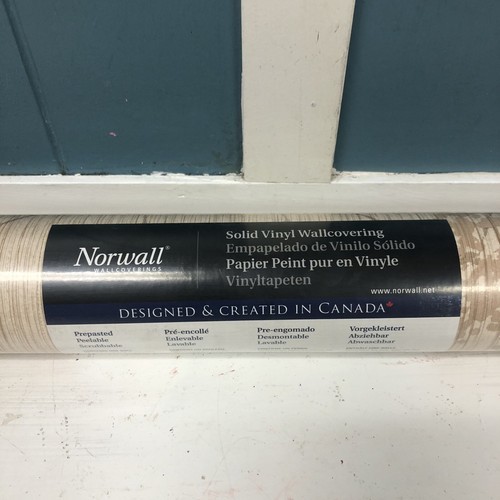 Norwall®
WALLCOVERINGS
Solid Vinyl Wallcovering
Empapelado de Vinilo Sólido
Papier Peint pur en Vinyle
Vinyltapeten
www.norwall.net
DESIGNED & CREATED IN CANADA
Prepasted
Peelable
Scrubbable
Pré-encollé
Enlevable
Lavable
Pre-engomado
Desmontable
Lavable
Vorgekleistert
Abziehbar
Abwaschbar